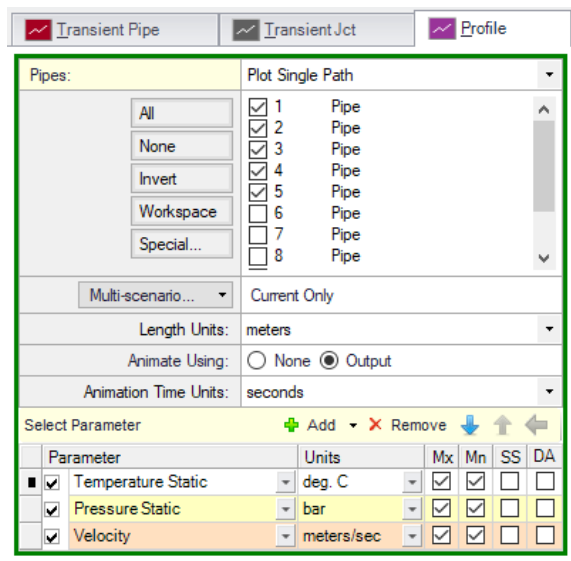 Transient Pipe Transient Jct Profile
Pipes: Plot Single Path
All 1 Pipe
2 Pipe
None 3 Pipe
Invert 4 Pipe
5 Pipe
Workspace 6 Pipe
7 Pipe
Special... 8 Pipe
Multi-scenario... Current Only
Length Units: meters
Animate Using: None Output
Animation Time Units: seconds
Select Parameter Add Remove
Parameter Units Mx Mn SS DA
Temperature Static deg. C
Pressure Static bar
Velocity meters/sec